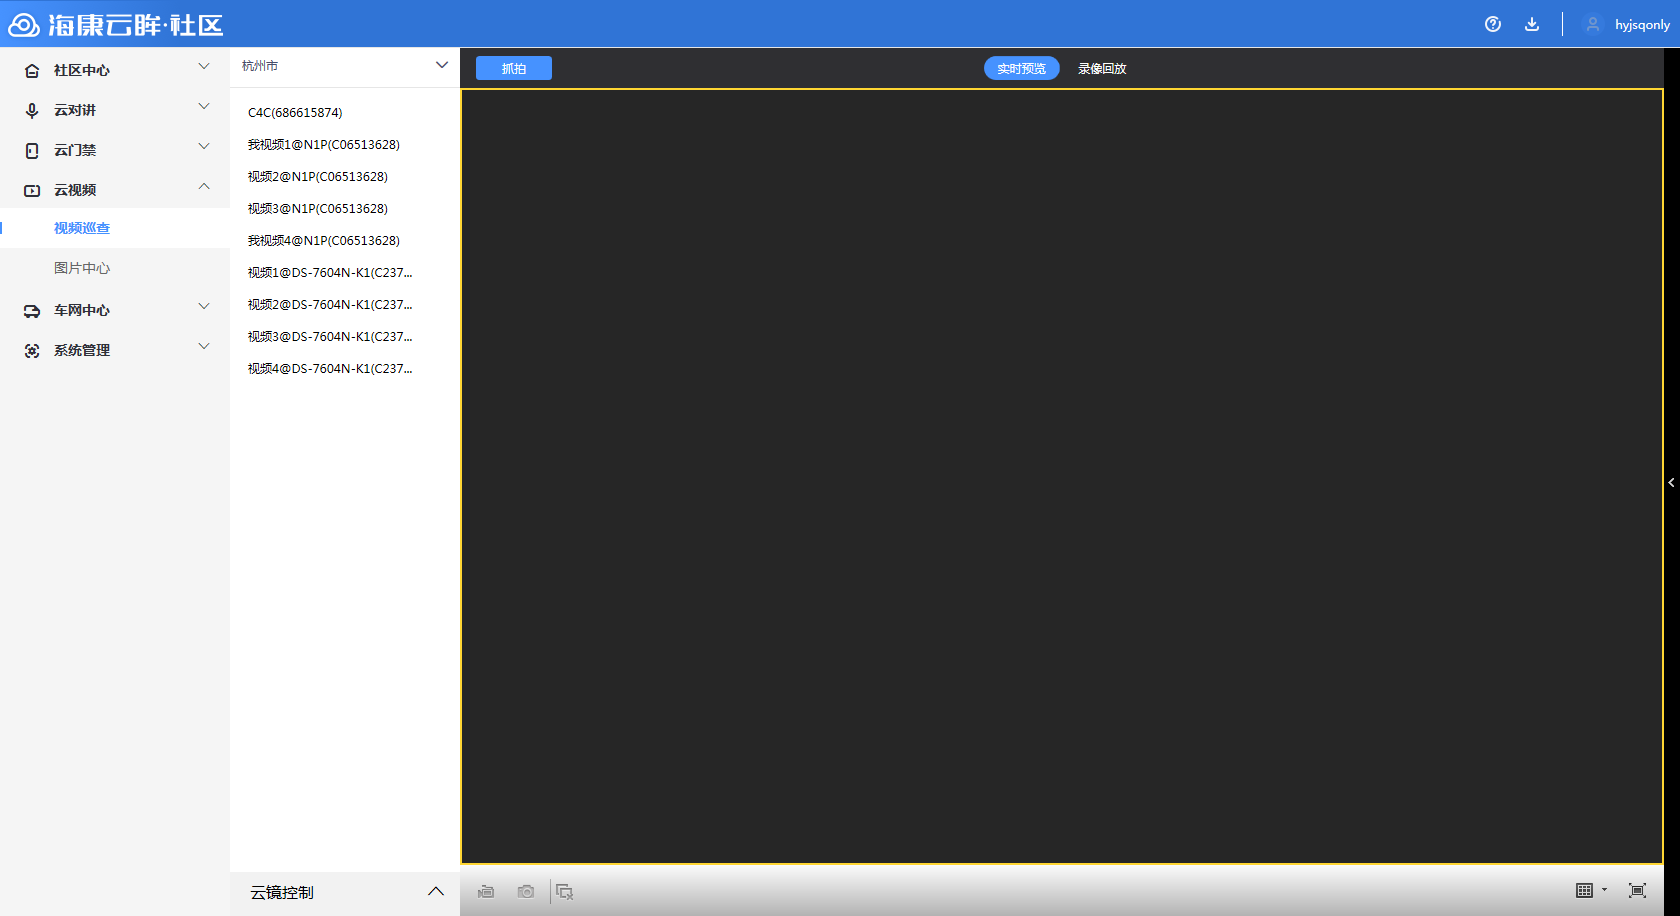 海康云眸·社区
hyjsqonly
社区中心
云对讲
云门禁
云视频
视频巡查
图片中心
车网中心
系统管理
杭州市
C4C(686615874)
我视频1@N1P(C06513628)
视频2@N1P(C06513628)
视频3@N1P(C06513628)
我视频4@N1P(C06513628)
视频1@DS-7604N-K1(C237...
视频2@DS-7604N-K1(C237...
视频3@DS-7604N-K1(C237...
视频4@DS-7604N-K1(C237...
云镜控制
抓拍
实时预览
录像回放